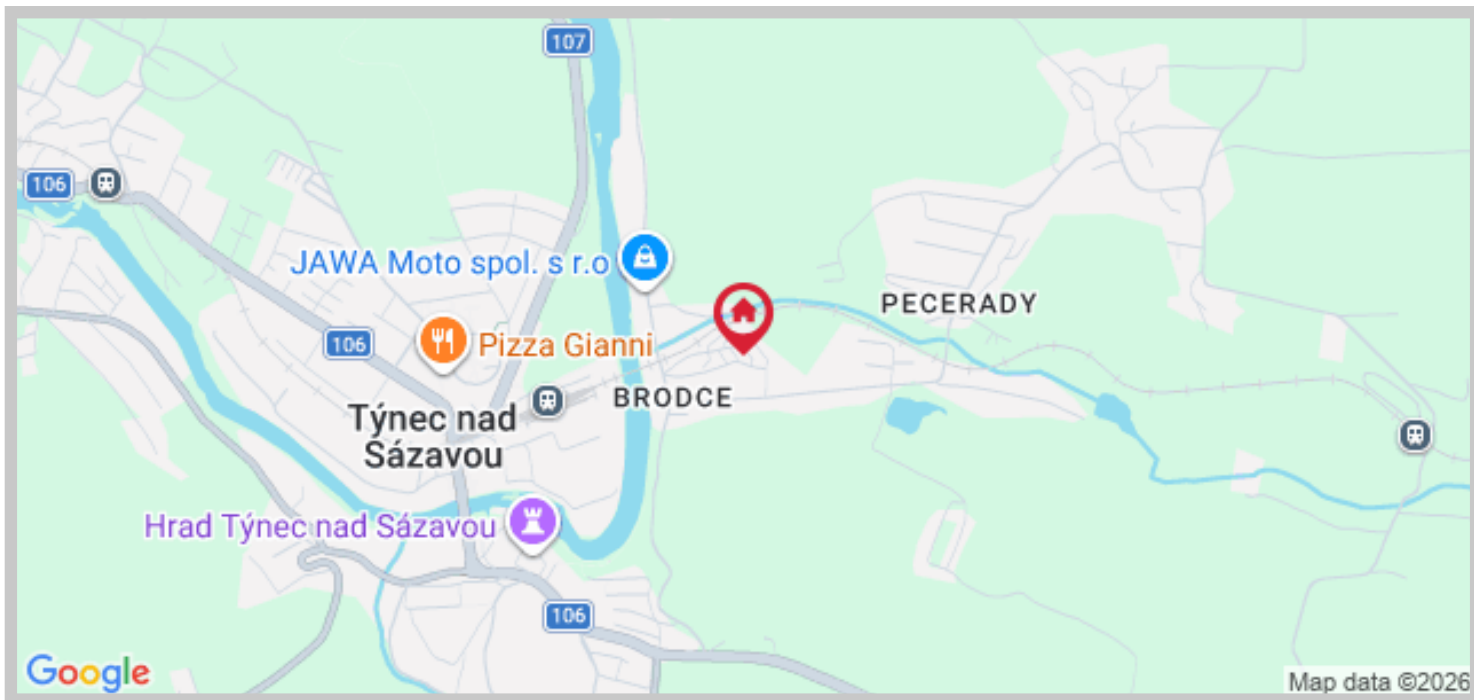 107
106
JAWA Moto spol. s r.o
PECERADY
106
Pizza Gianni
BRODCE
Týnec nad
Sázavou
Hrad Týnec nad Sázavou
106
Google
Map data ©2026